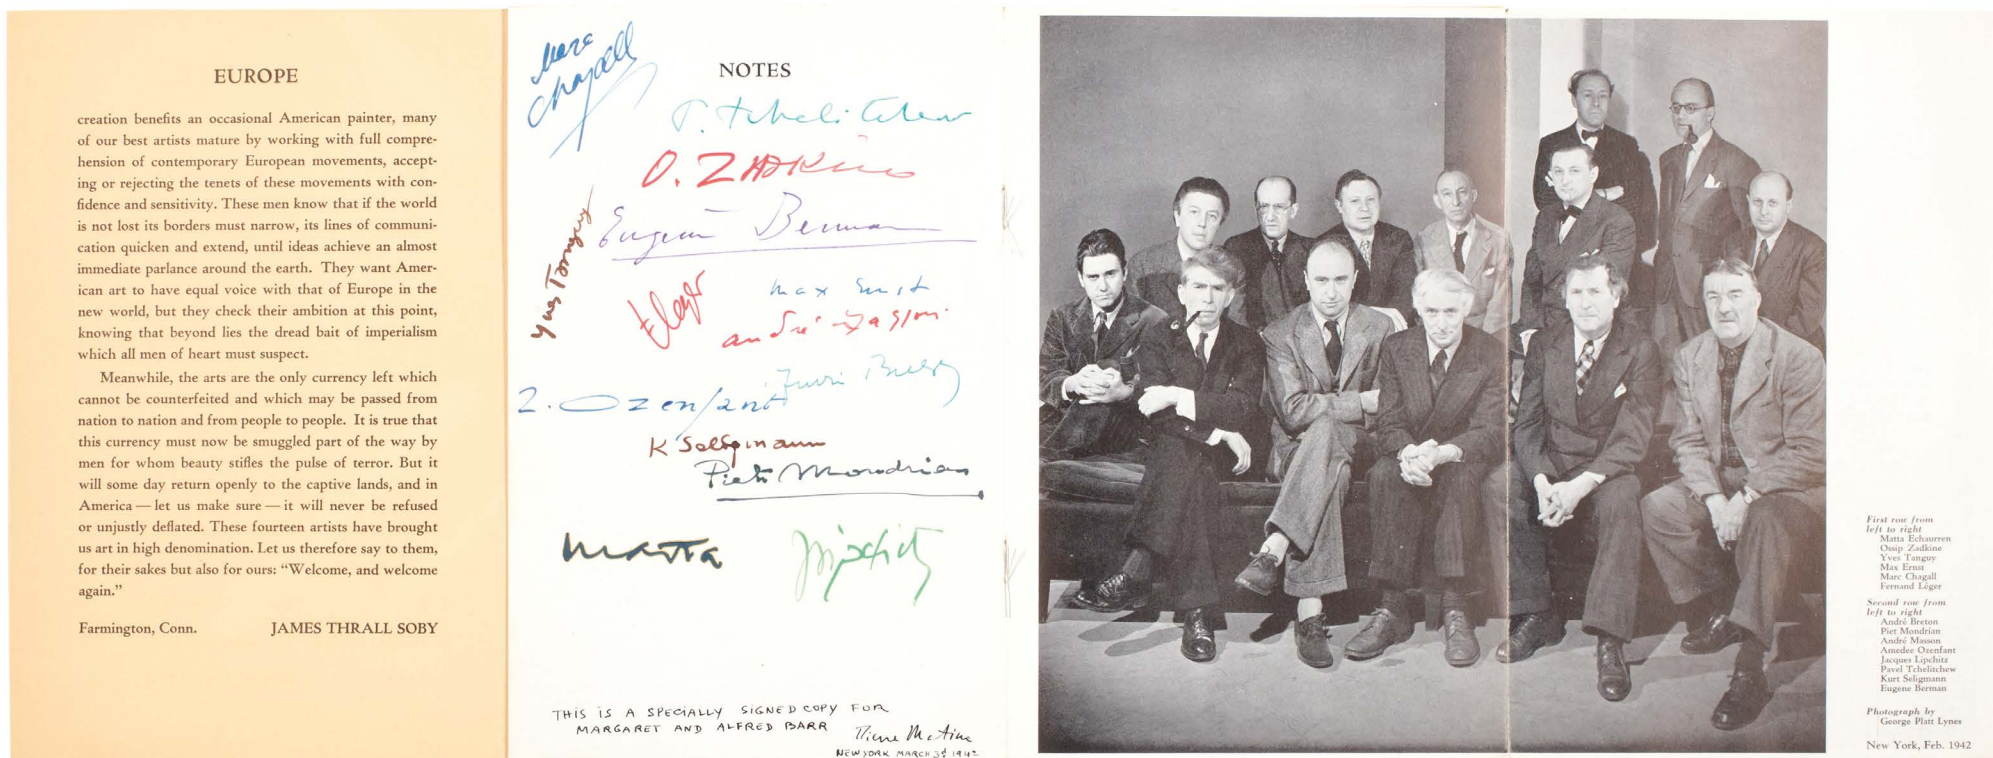 EUROPE
creation benefits an occasional American painter, many
of our best artists mature by working with full compre-
hension of contemporary European movements, accept-
ing or rejecting the tenets of these movements with con-
fidence and sensitivity. These men know that if the world
is not lost its borders must narrow, its lines of communi-
cation quicken and extend, until ideas achieve an almost
immediate parlance around the earth. They want Amer-
ican art to have equal voice with that of Europe in the
new world, but they check their ambition at this point,
knowing that beyond lies the dread bait of imperialism
which all men of heart must suspect.
Meanwhile, the arts are the only currency left which
cannot be counterfeited and which may be passed from
nation to nation and from people to people. It is true that
this currency must now be smuggled part of the way by
men for whom beauty stifles the pulse of terror. But it
will some day return openly to the captive lands, and in
America — let us make sure — it will never be refused
or unjustly deflated. These fourteen artists have brought
us art in high denomination. Let us therefore say to them,
for their sakes but also for ours: “Welcome, and welcome
again.”
Farmington, Conn. JAMES THRALL SOBY
NOTES
Marc
Chagall
P. Tchelitchew
O. ZADKine
Eugene Berman
Yves Tanguy
FLeger
max Ernst
andré Masson
André Breton
Ozenfant
K Seligmann
Piet Mondrian
matta
Lipchitz
THIS IS A SPECIALLY SIGNED COPY FOR
MARGARET AND ALFRED BARR
Pierre Matisse
NEW YORK MARCH 3d 1942
First row from
left to right
Matta Echaurren
Ossip Zadkine
Yves Tanguy
Max Ernst
Marc Chagall
Fernand Léger
Second row from
left to right
André Breton
Piet Mondrian
André Masson
Amedee Ozenfant
Jacques Lipchitz
Pavel Tchelitchew
Kurt Seligmann
Eugene Berman
Photograph by
George Platt Lynes
New York, Feb. 1942